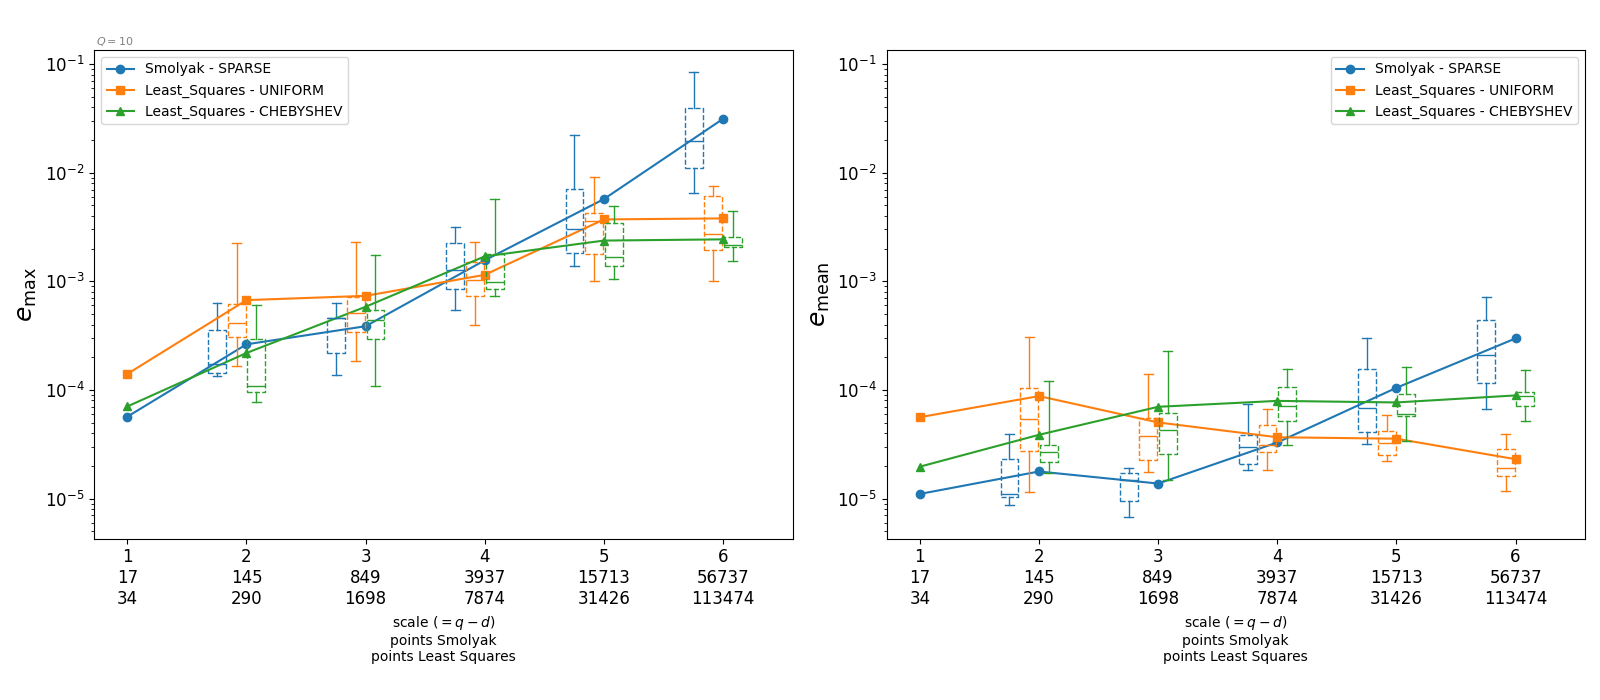 Q = 10
10⁻¹
10⁻²
10⁻³
10⁻⁴
10⁻⁵
e_max
Smolyak - SPARSE
Least_Squares - UNIFORM
Least_Squares - CHEBYSHEV
1 2 3 4 5 6
17 145 849 3937 15713 56737
34 290 1698 7874 31426 113474
scale (= q − d)
points Smolyak
points Least Squares
10⁻¹
10⁻²
10⁻³
10⁻⁴
10⁻⁵
e_mean
Smolyak - SPARSE
Least_Squares - UNIFORM
Least_Squares - CHEBYSHEV
1 2 3 4 5 6
17 145 849 3937 15713 56737
34 290 1698 7874 31426 113474
scale (= q − d)
points Smolyak
points Least Squares